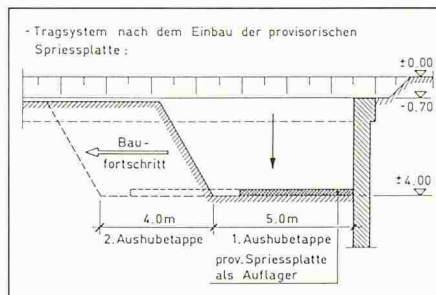 - Tragsystem nach dem Einbau der provisorischen
Spriessplatte :
±0.00
-0.70
Bau-
fortschritt
±4.00
4.0m
5.0m
2. Aushubetappe
1. Aushubetappe
prov. Spriessplatte
als Auflager